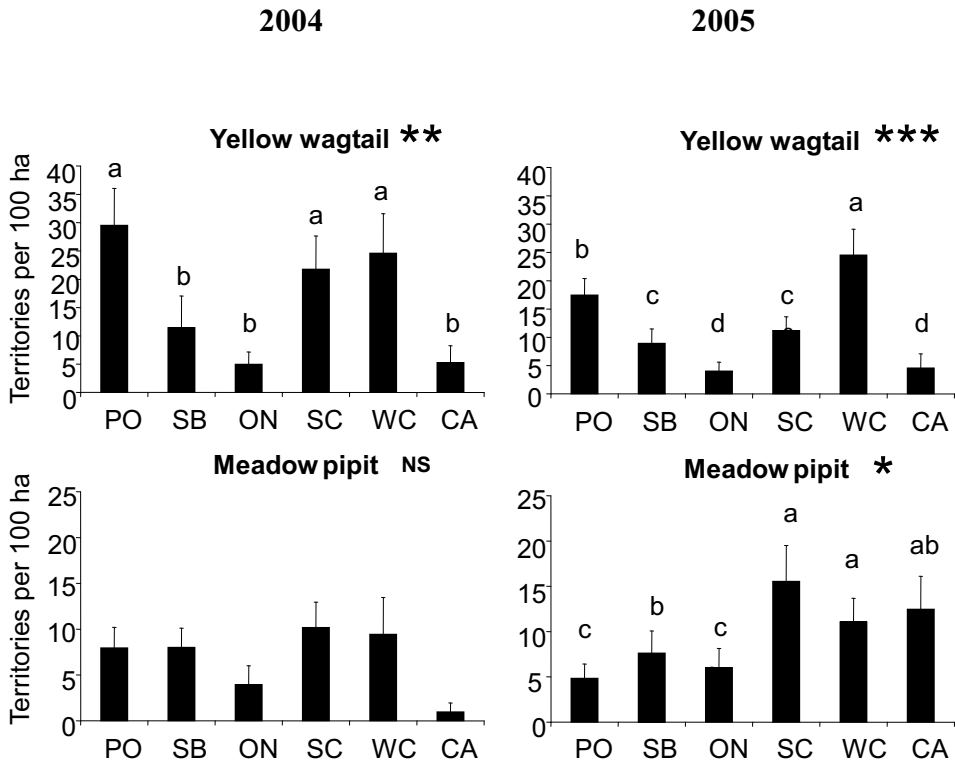 2004 2005
Yellow wagtail ** Yellow wagtail ***
Territories per 100 ha
40
35
30
25
20
15
10
5
0
a
b
b
a
a
b
PO SB ON SC WC CA
40
35
30
25
20
15
10
5
0
b
c
d
c
a
d
PO SB ON SC WC CA
Meadow pipit NS Meadow pipit *
Territories per 100 ha
25
20
15
10
5
0
PO SB ON SC WC CA
25
20
15
10
5
0
c
b
c
a
a
ab
PO SB ON SC WC CA